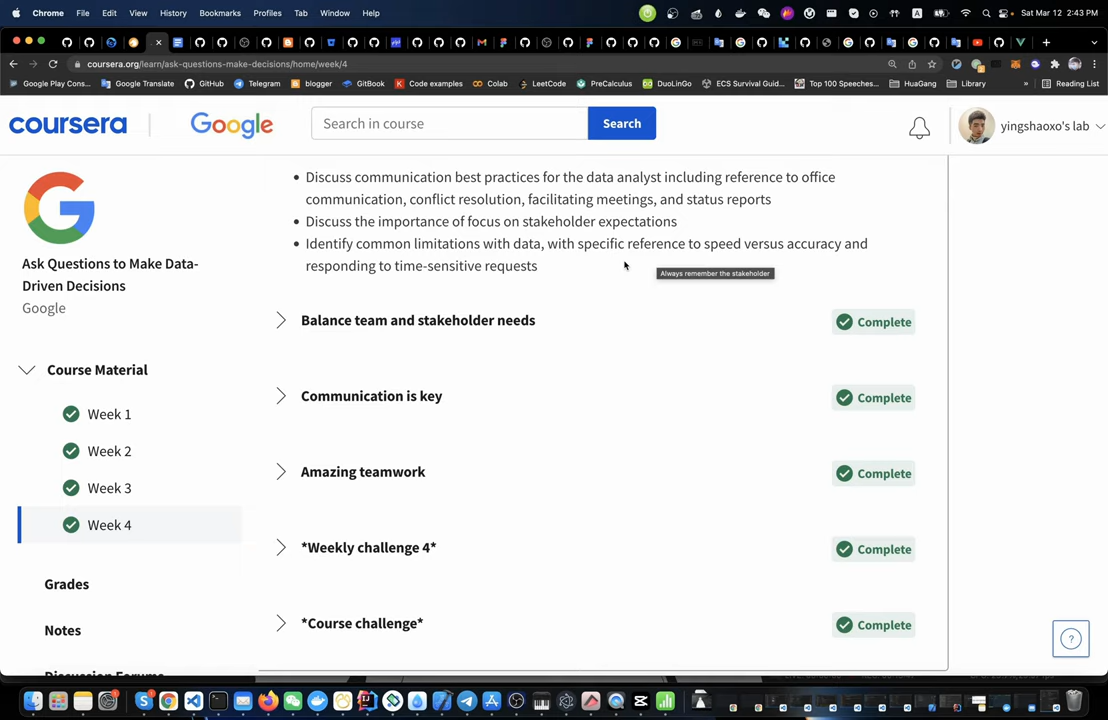 Chrome File Edit View History Bookmarks Profiles Tab Window Help
Sat Mar 12 2:43 PM
coursera.org/learn/ask-questions-make-decisions/home/week/4
Google Play Cons... Google Translate GitHub Telegram blogger GitBook Code examples Colab LeetCode PreCalculus DuoLingo ECS Survival Guid... Top 100 Speeches... HuaGang Library » Reading List
coursera
Google
Search in course
Search
yingshaoxo's lab
Ask Questions to Make Data-
Driven Decisions
Google
Course Material
Week 1
Week 2
Week 3
Week 4
Grades
Notes
Discussion Forums
• Discuss communication best practices for the data analyst including reference to office
communication, conflict resolution, facilitating meetings, and status reports
• Discuss the importance of focus on stakeholder expectations
• Identify common limitations with data, with specific reference to speed versus accuracy and
responding to time-sensitive requests
Always remember the stakeholder
Balance team and stakeholder needs
Complete
Communication is key
Complete
Amazing teamwork
Complete
*Weekly challenge 4*
Complete
*Course challenge*
Complete
?